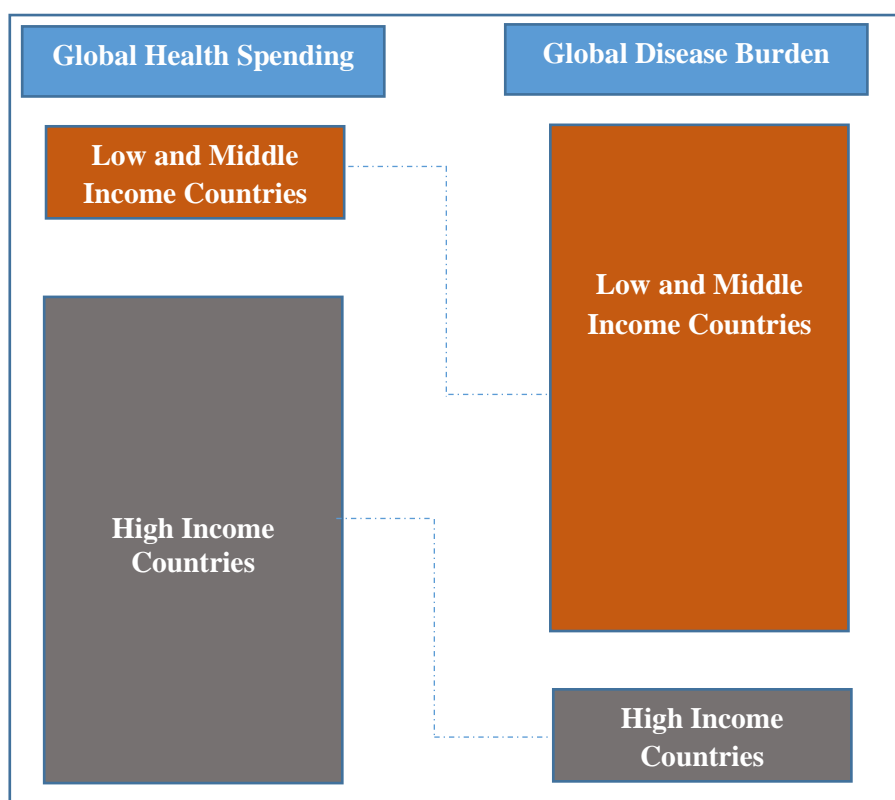 Global Health Spending
Global Disease Burden
Low and Middle
Income Countries
Low and Middle
Income Countries
High Income
Countries
High Income
Countries